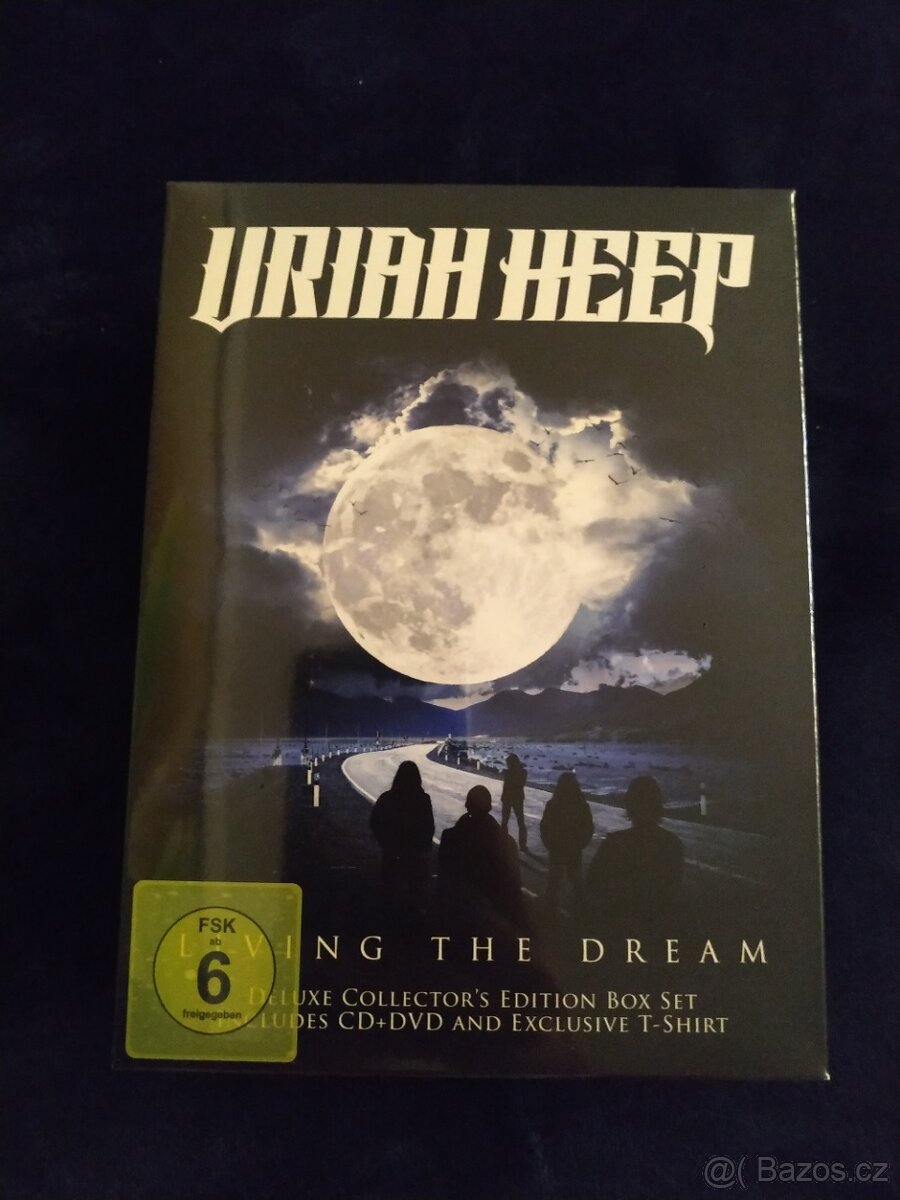 URIAH HEEP
LIVING THE DREAM
DELUXE COLLECTOR'S EDITION BOX SET
INCLUDES CD+DVD AND EXCLUSIVE T-SHIRT
FSK
ab
6
freigegeben
@( Bazos.cz